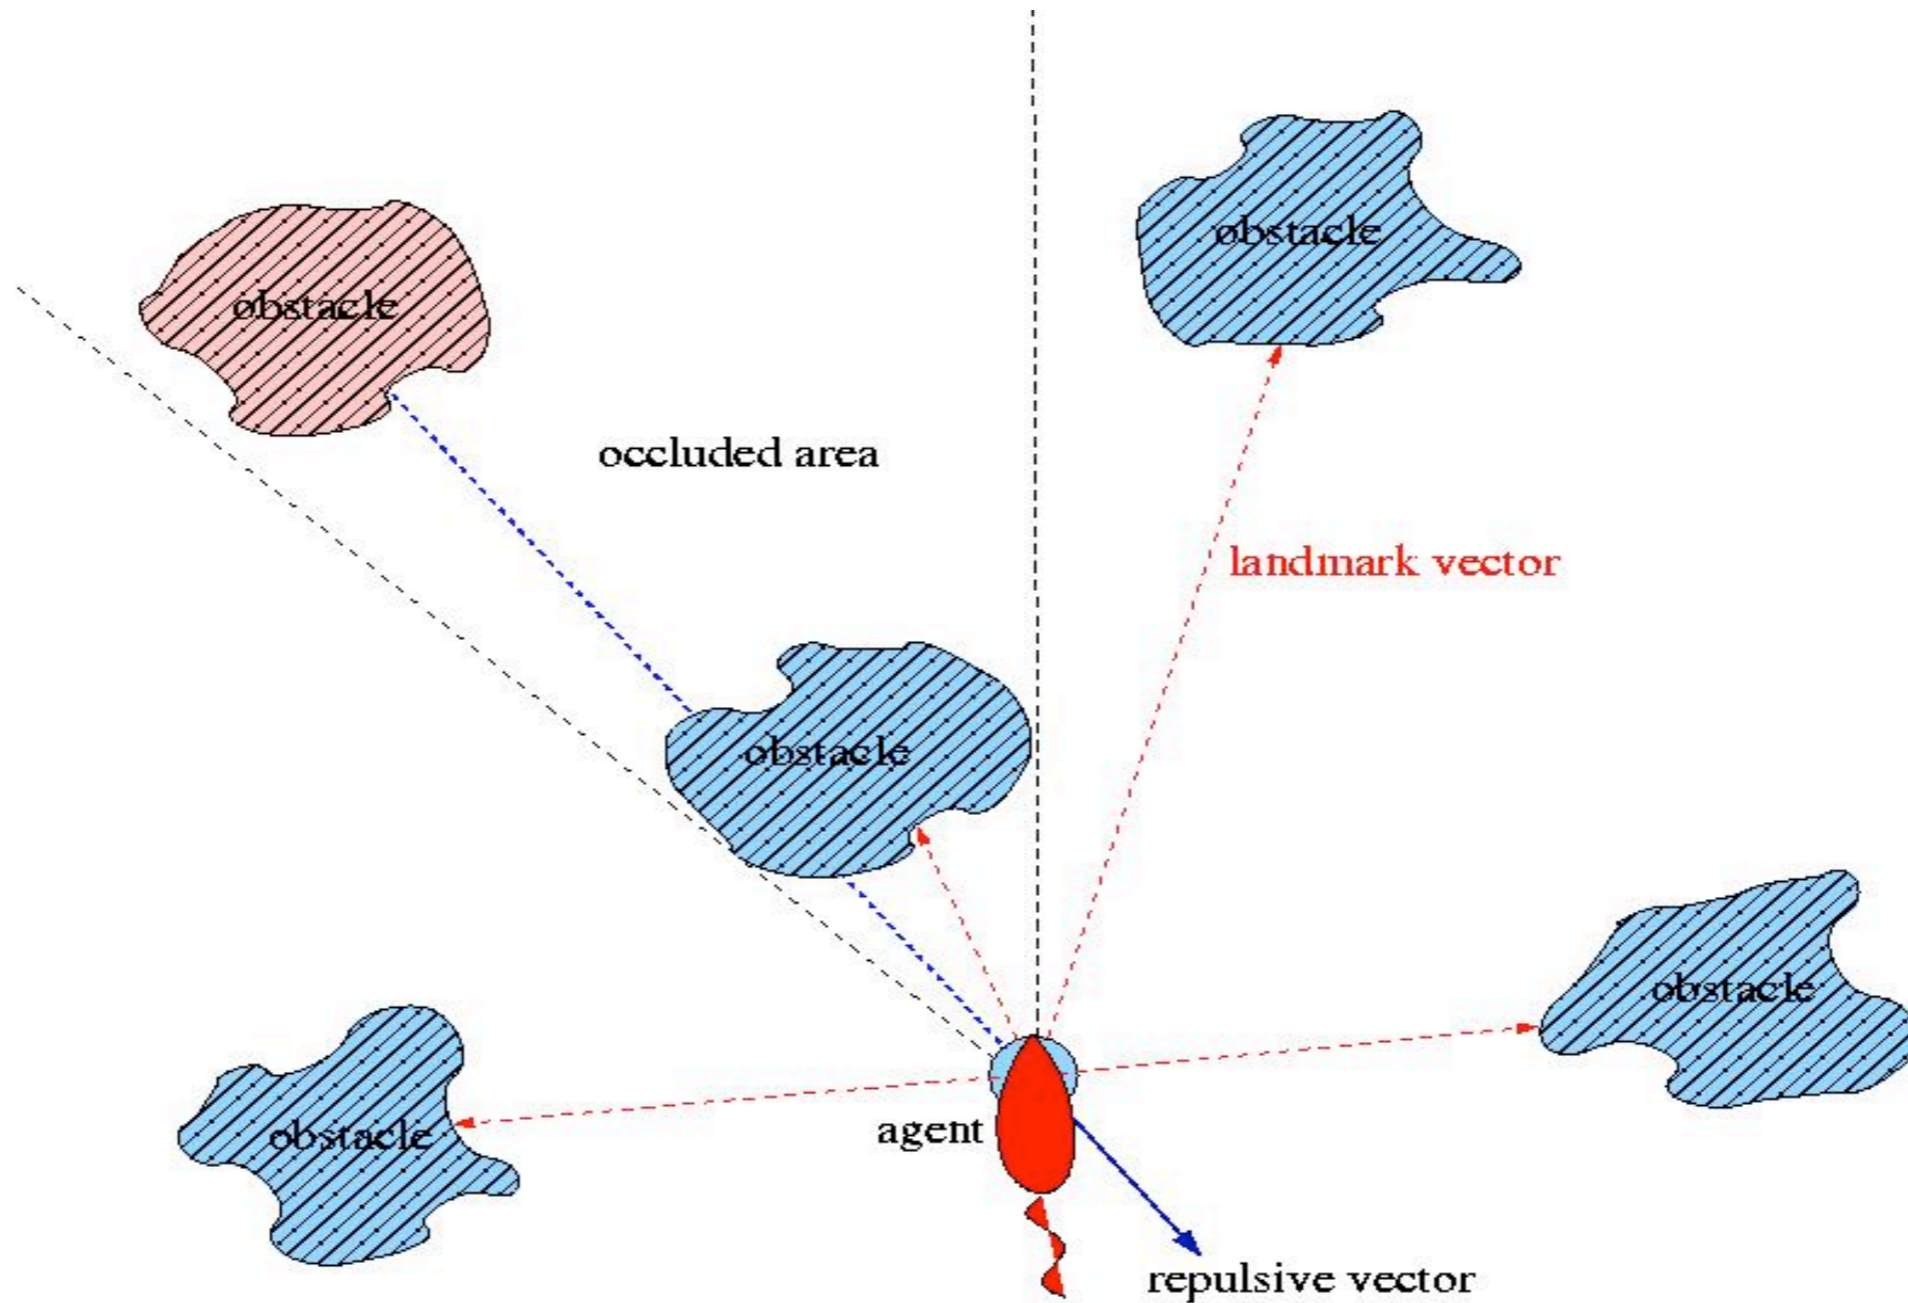 obstacle
obstacle
occluded area
landmark vector
obstacle
obstacle
obstacle
agent
repulsive vector